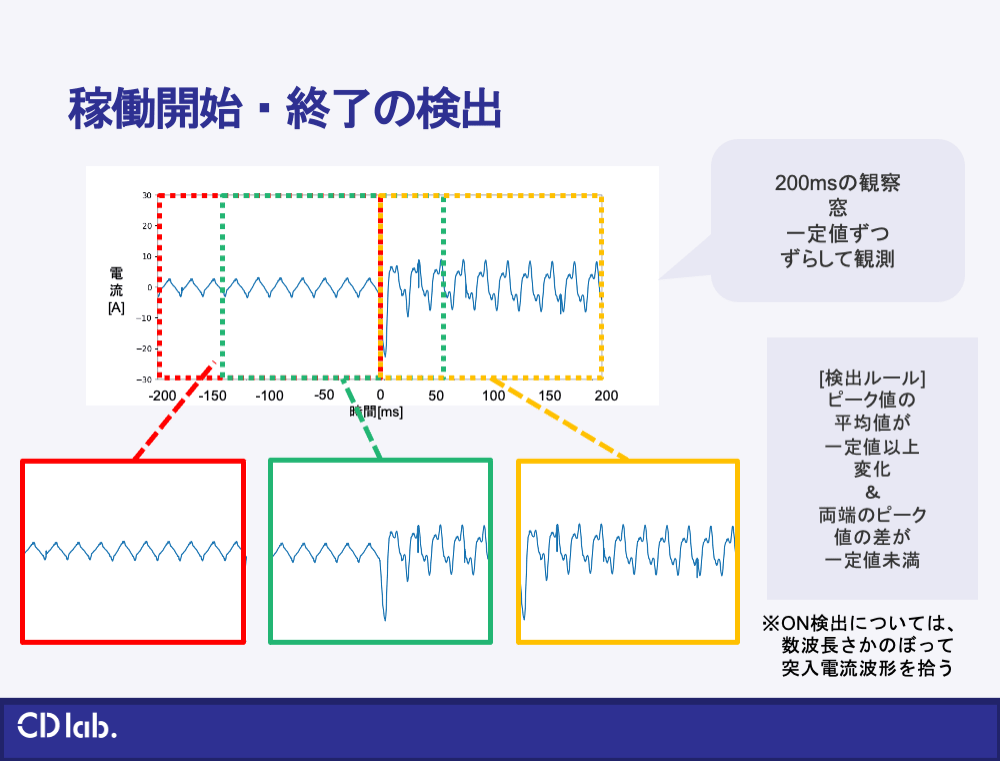 稼働開始・終了の検出
200msの観察
窓
一定値ずつ
ずらして観測
30
20
10
0
−10
−20
−30
電
流
[A]
-200 -150 -100 -50 0 50 100 150 200
時間[ms]
[検出ルール]
ピーク値の
平均値が
一定値以上
変化
&
両端のピーク
値の差が
一定値未満
※ON検出については、
数波長さかのぼって
突入電流波形を拾う
CD lab.